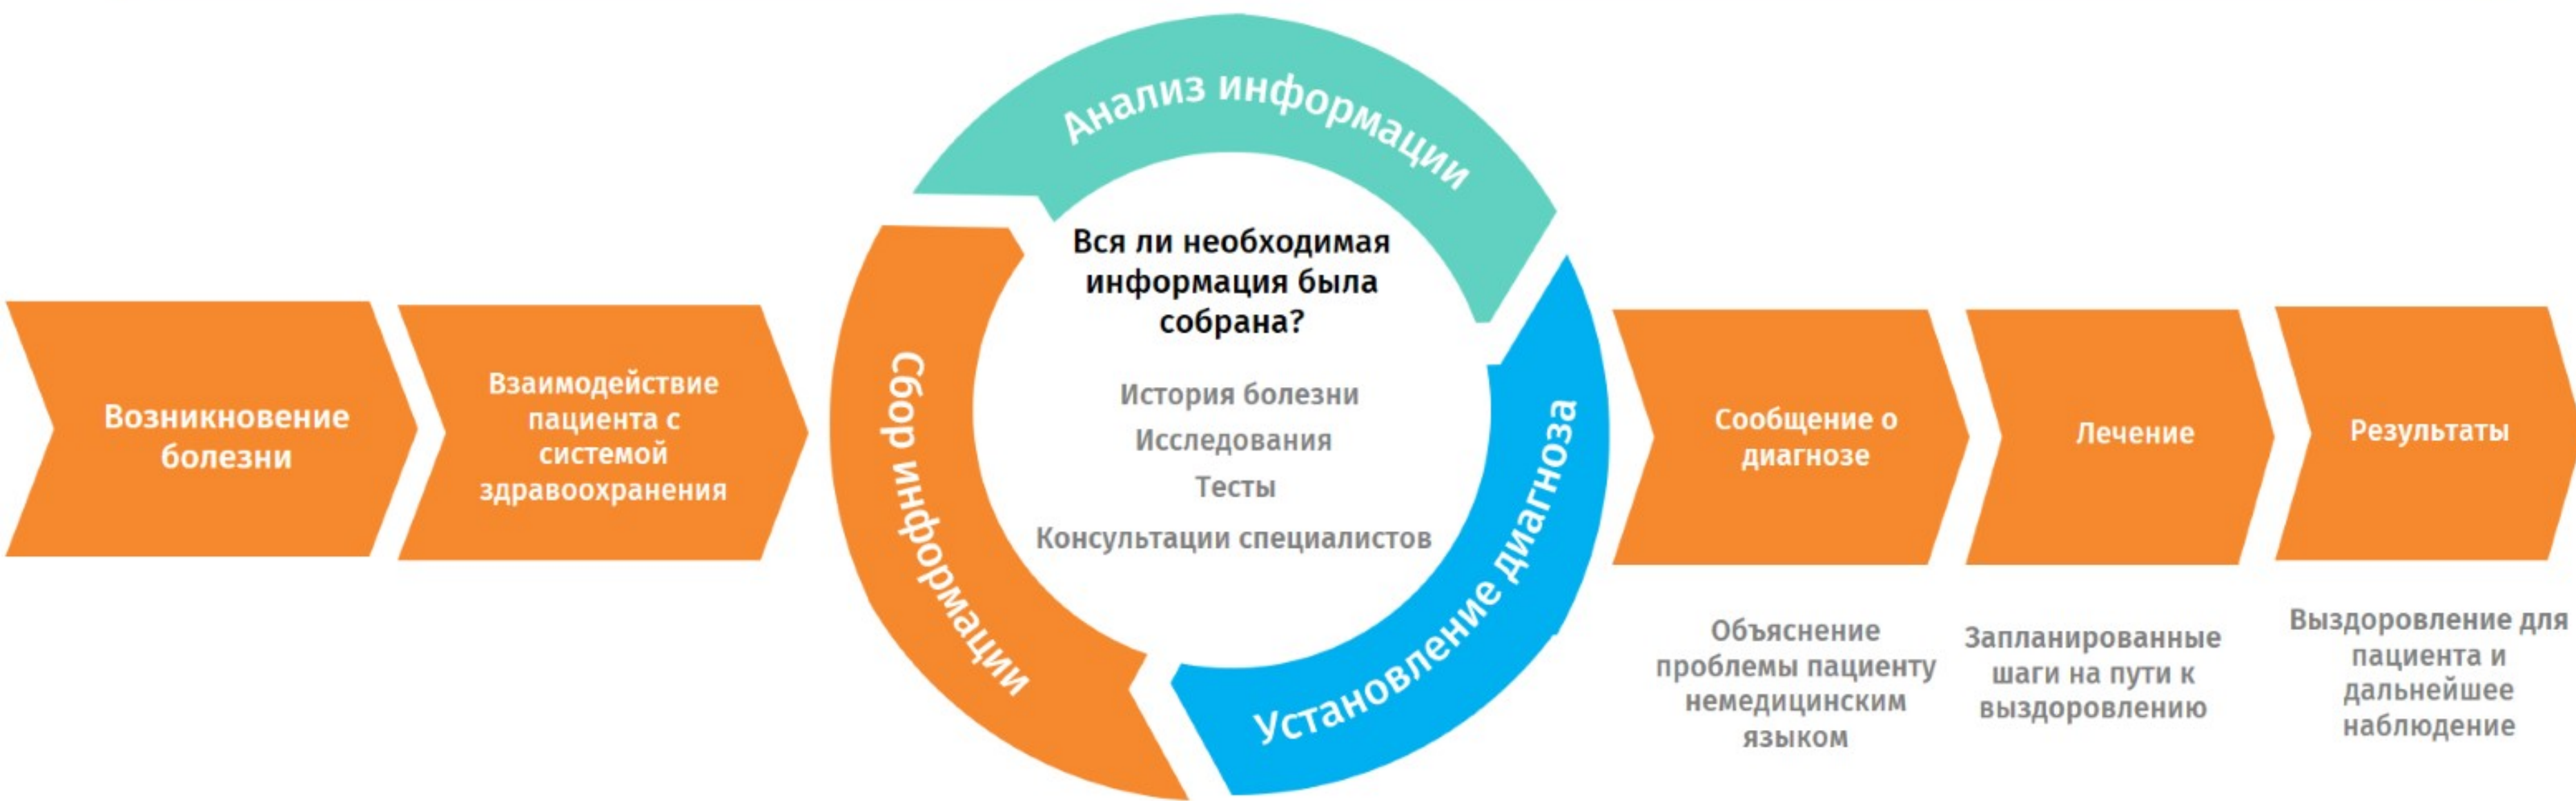 Возникновение
болезни
Взаимодействие
пациента с
системой
здравоохранения
Сбор информации
Анализ информации
Установление диагноза
Вся ли необходимая
информация была
собрана?
История болезни
Исследования
Тесты
Консультации специалистов
Сообщение о
диагнозе
Объяснение
проблемы пациенту
немедицинским
языком
Лечение
Запланированные
шаги на пути к
выздоровлению
Результаты
Выздоровление для
пациента и
дальнейшее
наблюдение